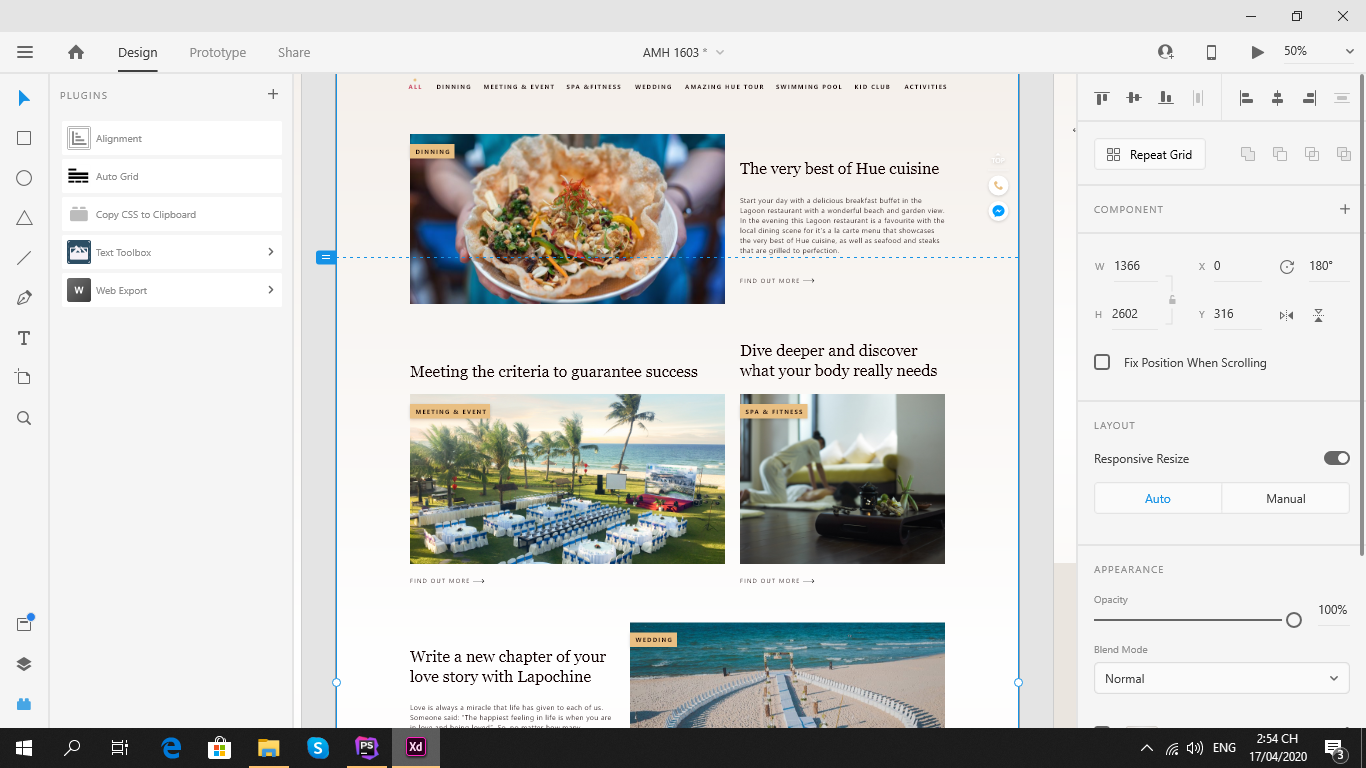 Design
Prototype
Share
AMH 1603 *
50%
PLUGINS
Alignment
Auto Grid
Copy CSS to Clipboard
Text Toolbox
W Web Export
ALL DINNING MEETING & EVENT SPA &FITNESS WEDDING AMAZING HUE TOUR SWIMMING POOL KID CLUB ACTIVITIES
DINNING
The very best of Hue cuisine
Start your day with a delicious breakfast buffet in the
Lagoon restaurant with a wonderful beach and garden view.
In the evening this Lagoon restaurant is a favourite with the
local dining scene for it's a la carte menu that showcases
the very best of Hue cuisine, as well as seafood and steaks
that are grilled to perfection.
FIND OUT MORE
Meeting the criteria to guarantee success
MEETING & EVENT
FIND OUT MORE
Dive deeper and discover
what your body really needs
SPA & FITNESS
FIND OUT MORE
Write a new chapter of your
love story with Lapochine
Love is always a miracle that life has given to each of us.
Someone said: "The happiest feeling in life is when you are
WEDDING
Repeat Grid
COMPONENT
W 1366 X 0 180°
H 2602 Y 316
Fix Position When Scrolling
LAYOUT
Responsive Resize
Auto Manual
APPEARANCE
Opacity
100%
Blend Mode
Normal
PS
Xd
ENG
2:54 CH
17/04/2020
3